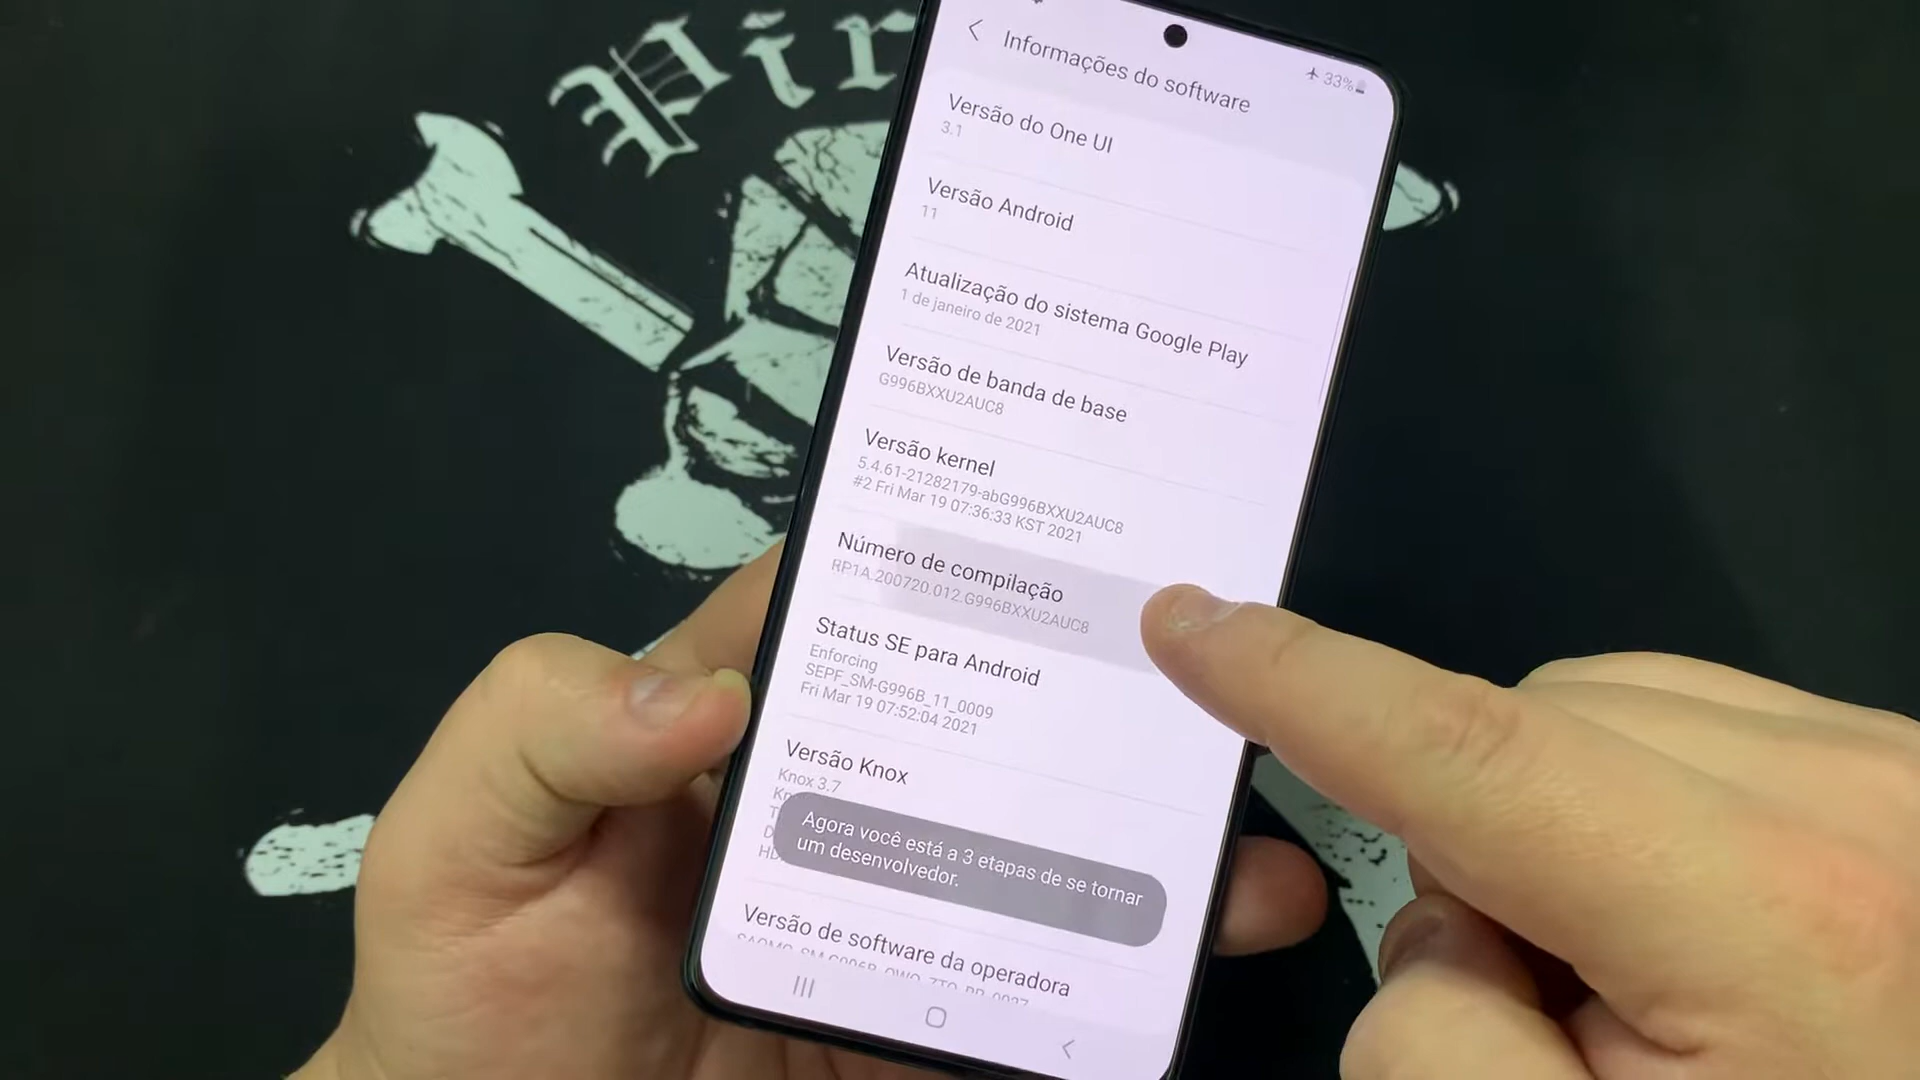 Pir
Informações do software
33%
Versão do One UI
3.1
Versão Android
11
Atualização do sistema Google Play
1 de janeiro de 2021
Versão de banda de base
G996BXXU2AUC8
Versão kernel
5.4.61-21282179-abG996BXXU2AUC8
#2 Fri Mar 19 07:36:33 KST 2021
Número de compilação
RP1A.200720.012.G996BXXU2AUC8
Status SE para Android
Enforcing
SEPF_SM-G996B_11_0009
Fri Mar 19 07:52:04 2021
Versão Knox
Knox 3.7
Agora você está a 3 etapas de se tornar
um desenvolvedor.
Versão de software da operadora